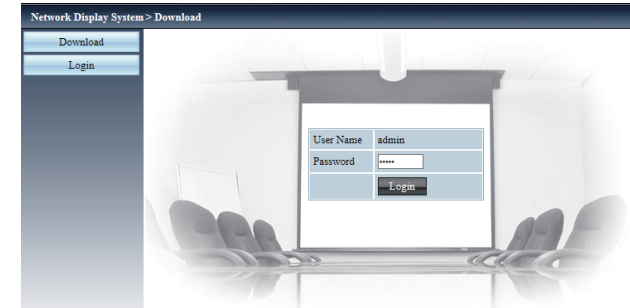 Network Display System > Download
Download
Login
User Name admin
Password •••••
Login